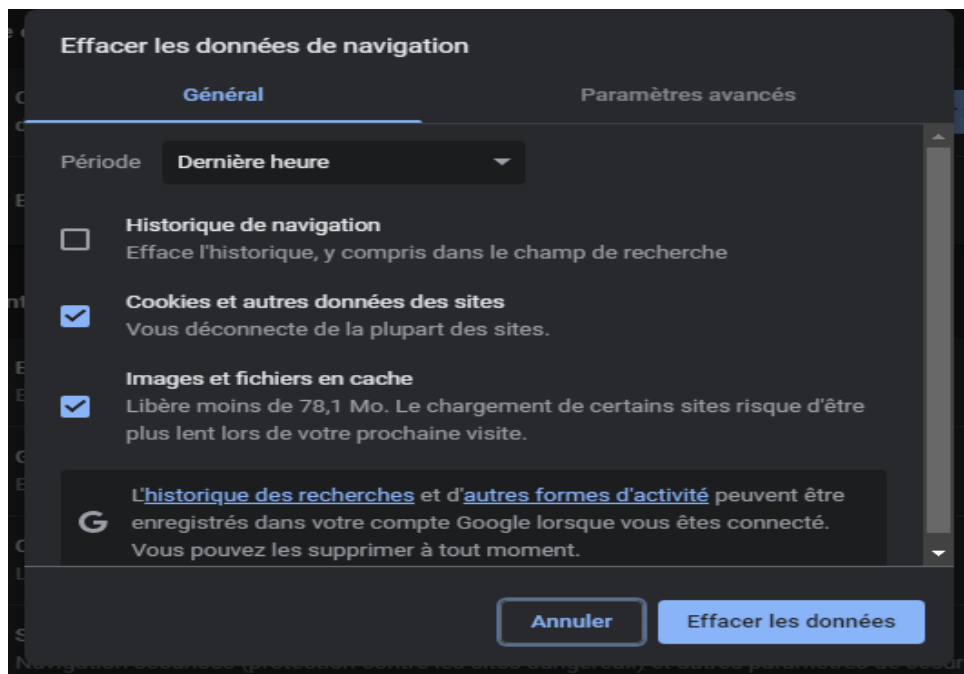 Effacer les données de navigation
Général
Paramètres avancés
Période
Dernière heure
Historique de navigation
Efface l'historique, y compris dans le champ de recherche
Cookies et autres données des sites
Vous déconnecte de la plupart des sites.
Images et fichiers en cache
Libère moins de 78,1 Mo. Le chargement de certains sites risque d'être
plus lent lors de votre prochaine visite.
L'historique des recherches et d'autres formes d'activité peuvent être
G enregistrés dans votre compte Google lorsque vous êtes connecté.
Vous pouvez les supprimer à tout moment.
Annuler
Effacer les données